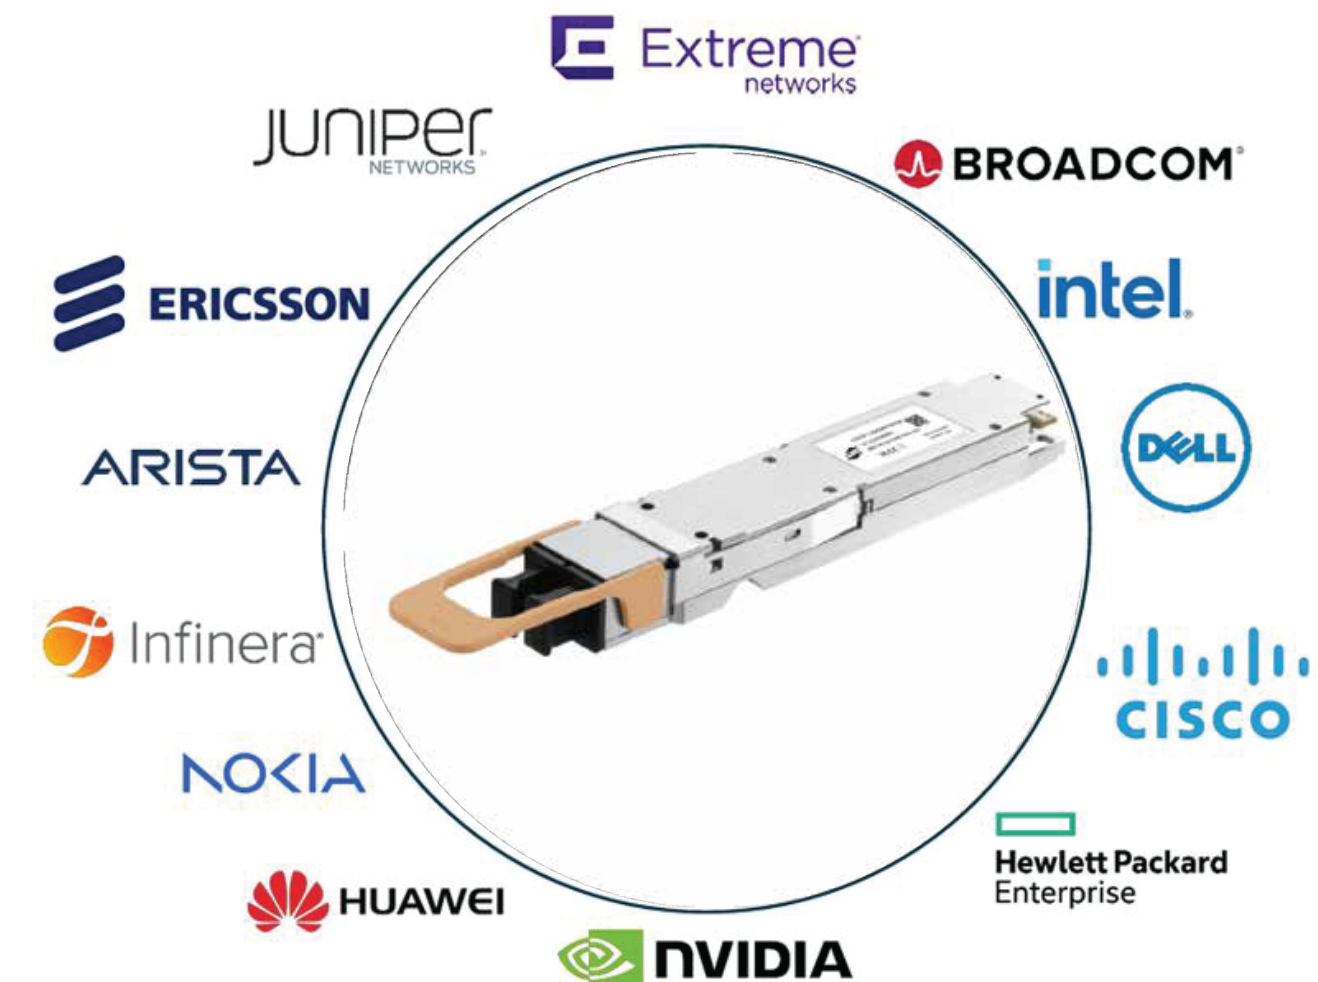 Extreme
networks
JUNIPer
NETWORKS
BROADCOM
ERICSSON
intel
ARISTA
DELL
Infinera
CISCO
NOKIA
Hewlett Packard
Enterprise
HUAWEI
NVIDIA